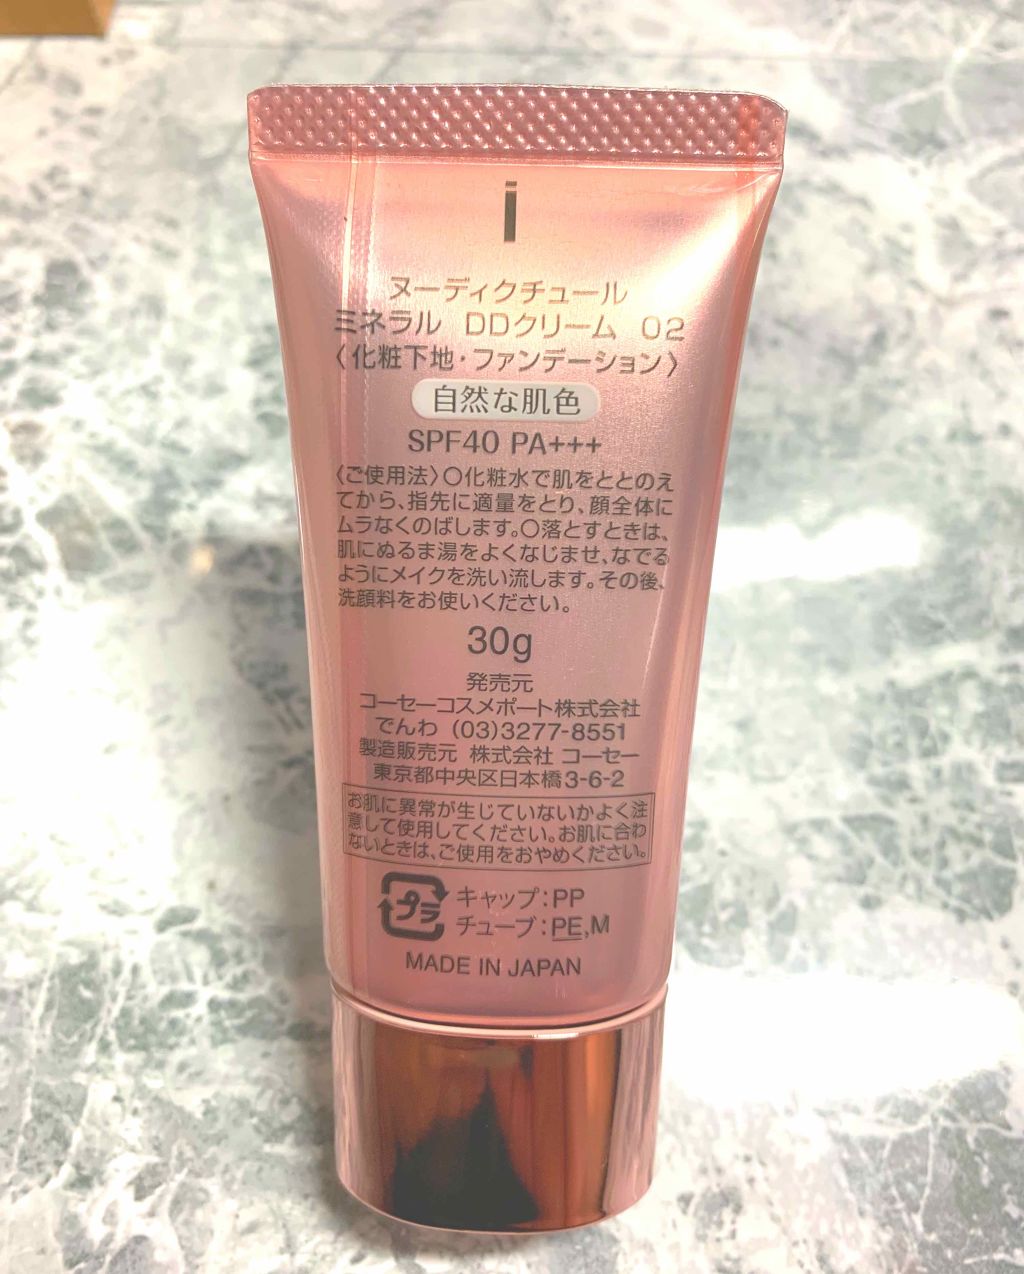 i
ヌーディクチュール
ミネラル DDクリーム 02
〈化粧下地・ファンデーション〉
自然な肌色
SPF40 PA+++
〈ご使用法〉○化粧水で肌をととのえ
てから、指先に適量をとり、顔全体に
ムラなくのばします。○落とすときは、
肌にぬるま湯をよくなじませ、なでる
ようにメイクを洗い流します。その後、
洗顔料をお使いください。
30g
発売元
コーセーコスメポート株式会社
でんわ (03)3277-8551
製造販売元 株式会社 コーセー
東京都中央区日本橋3-6-2
お肌に異常が生じていないかよく注
意して使用してください。お肌に合わ
ないときは、ご使用をおやめください。
プラ
キャップ:PP
チューブ:PE,M
MADE IN JAPAN